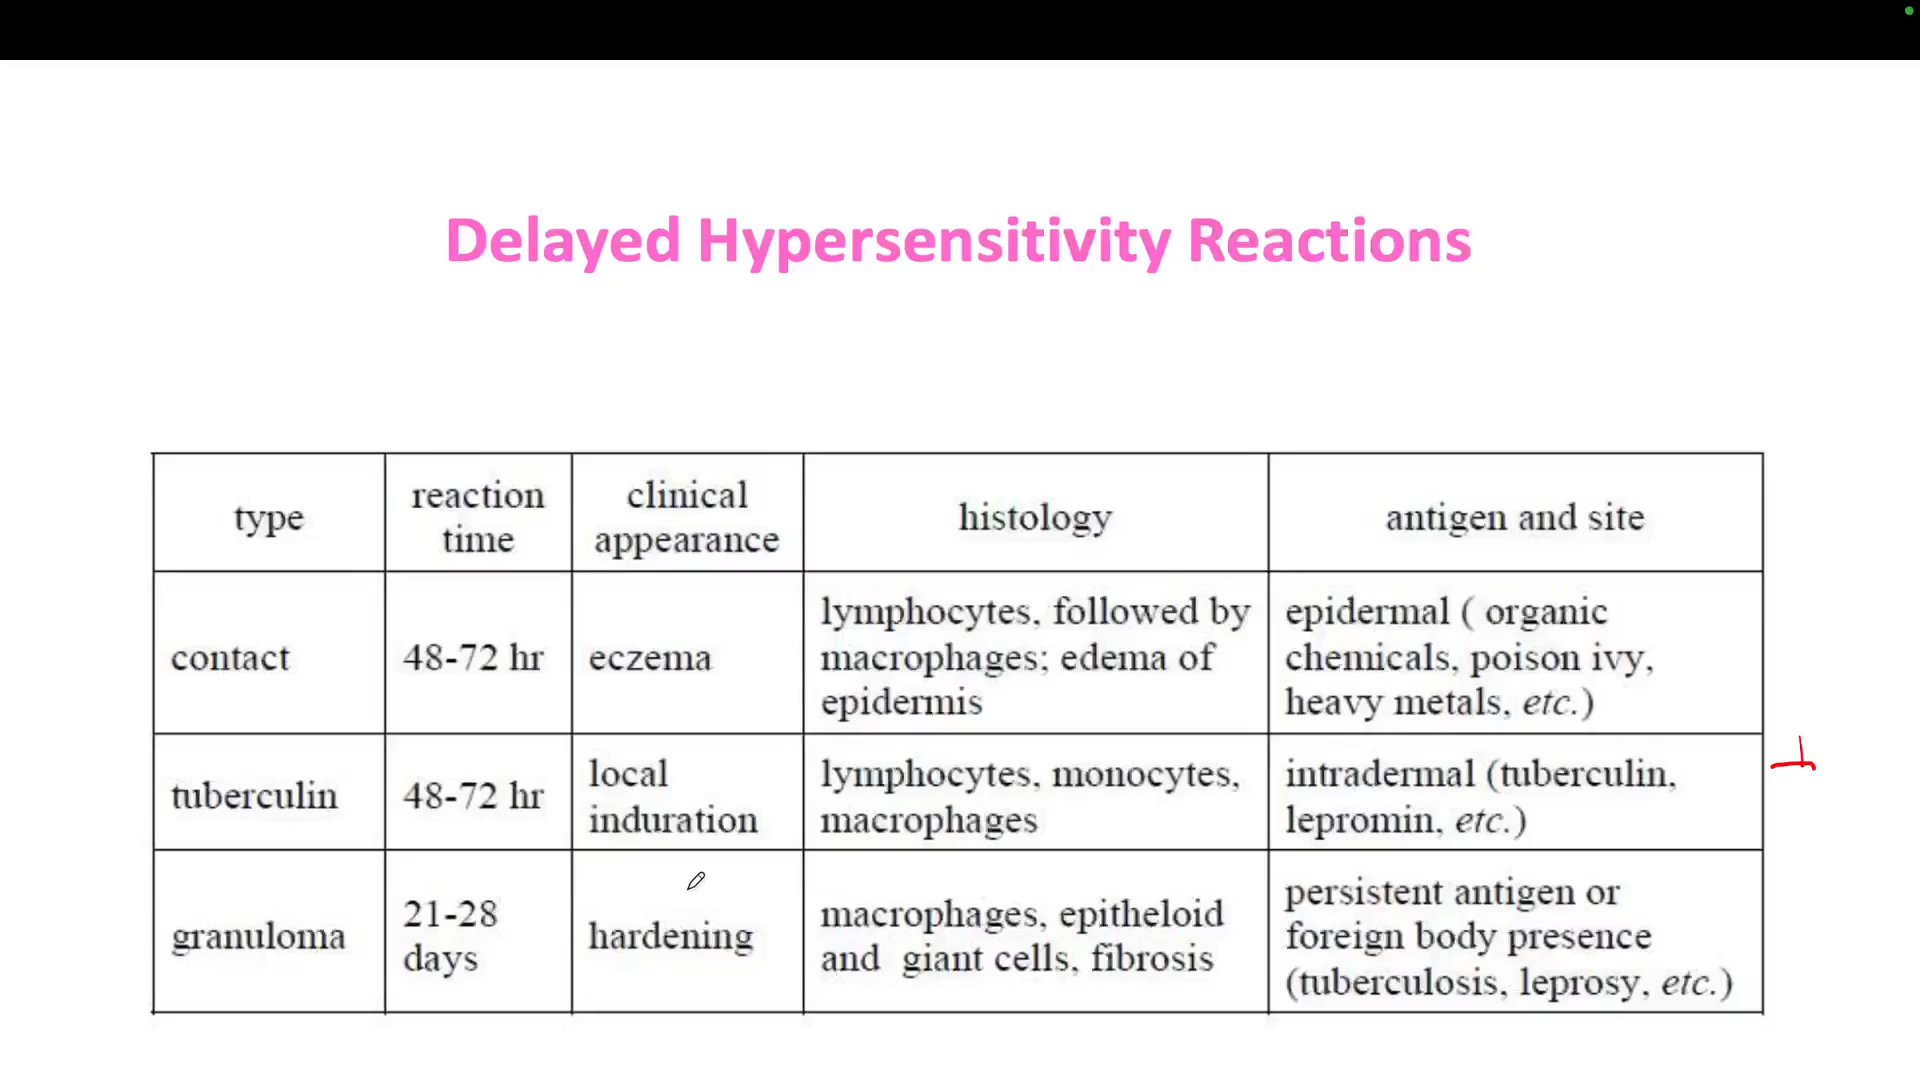 Delayed Hypersensitivity Reactions
type
reaction
time
clinical
appearance
histology
antigen and site
contact
48-72 hr
eczema
lymphocytes, followed by
macrophages; edema of
epidermis
epidermal ( organic
chemicals, poison ivy,
heavy metals, etc.)
tuberculin
48-72 hr
local
induration
lymphocytes, monocytes,
macrophages
intradermal (tuberculin,
lepromin, etc.)
granuloma
21-28
days
hardening
macrophages, epitheloid
and giant cells, fibrosis
persistent antigen or
foreign body presence
(tuberculosis, leprosy, etc.)